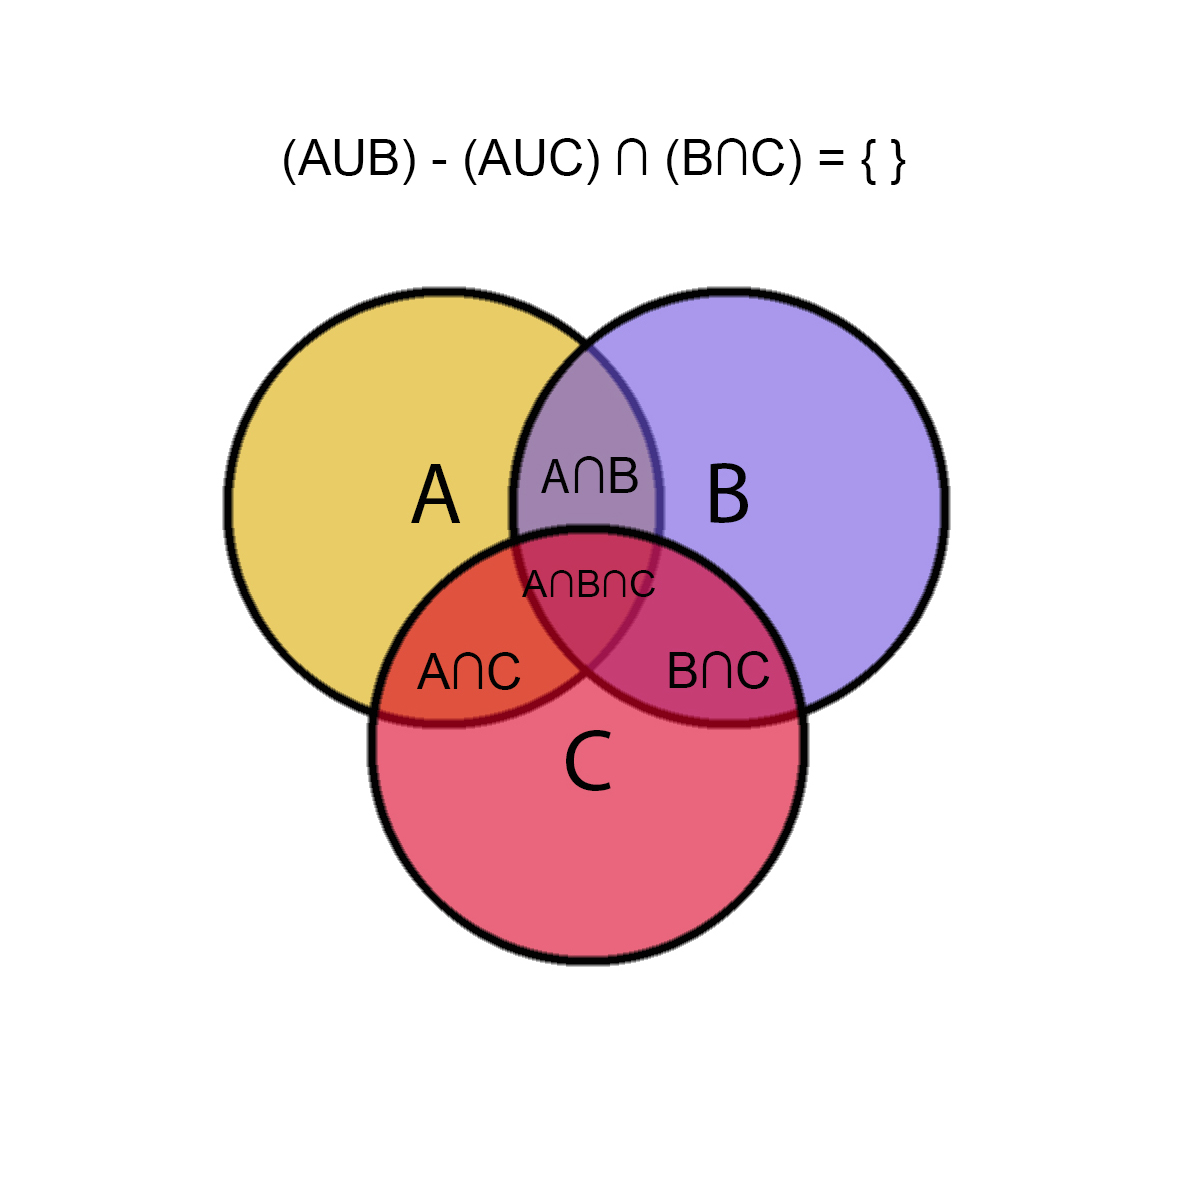 (AUB) - (AUC) ∩ (B∩C) = { }
A∩B
A
B
A∩B∩C
A∩C
B∩C
C